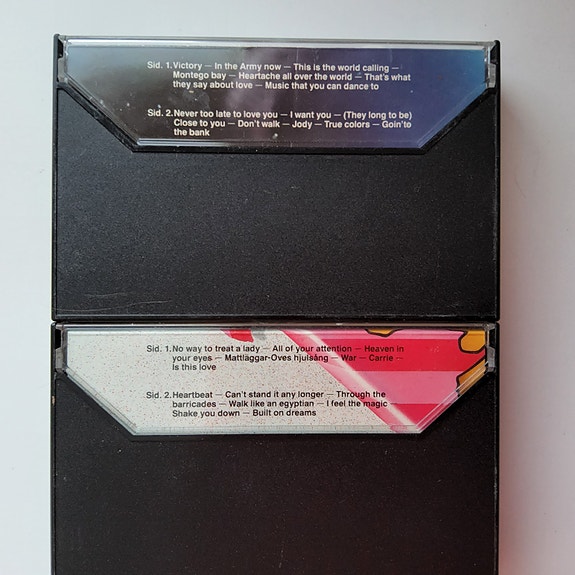 Sid. 1. Victory — In the Army now — This is the world calling —
Montego bay — Heartache all over the world — That's what
they say about love — Music that you can dance to
Sid. 2. Never too late to love you — I want you — (They long to be)
Close to you — Don't walk — Jody — True colors — Goin'to
the bank
Sid. 1. No way to treat a lady — All of your attention — Heaven in
your eyes — Mattläggar-Oves hjulsång — War — Carrie —
Is this love
Sid. 2. Heartbeat — Can't stand it any longer — Through the
barricades — Walk like an egyptian — I feel the magic
Shake you down — Built on dreams